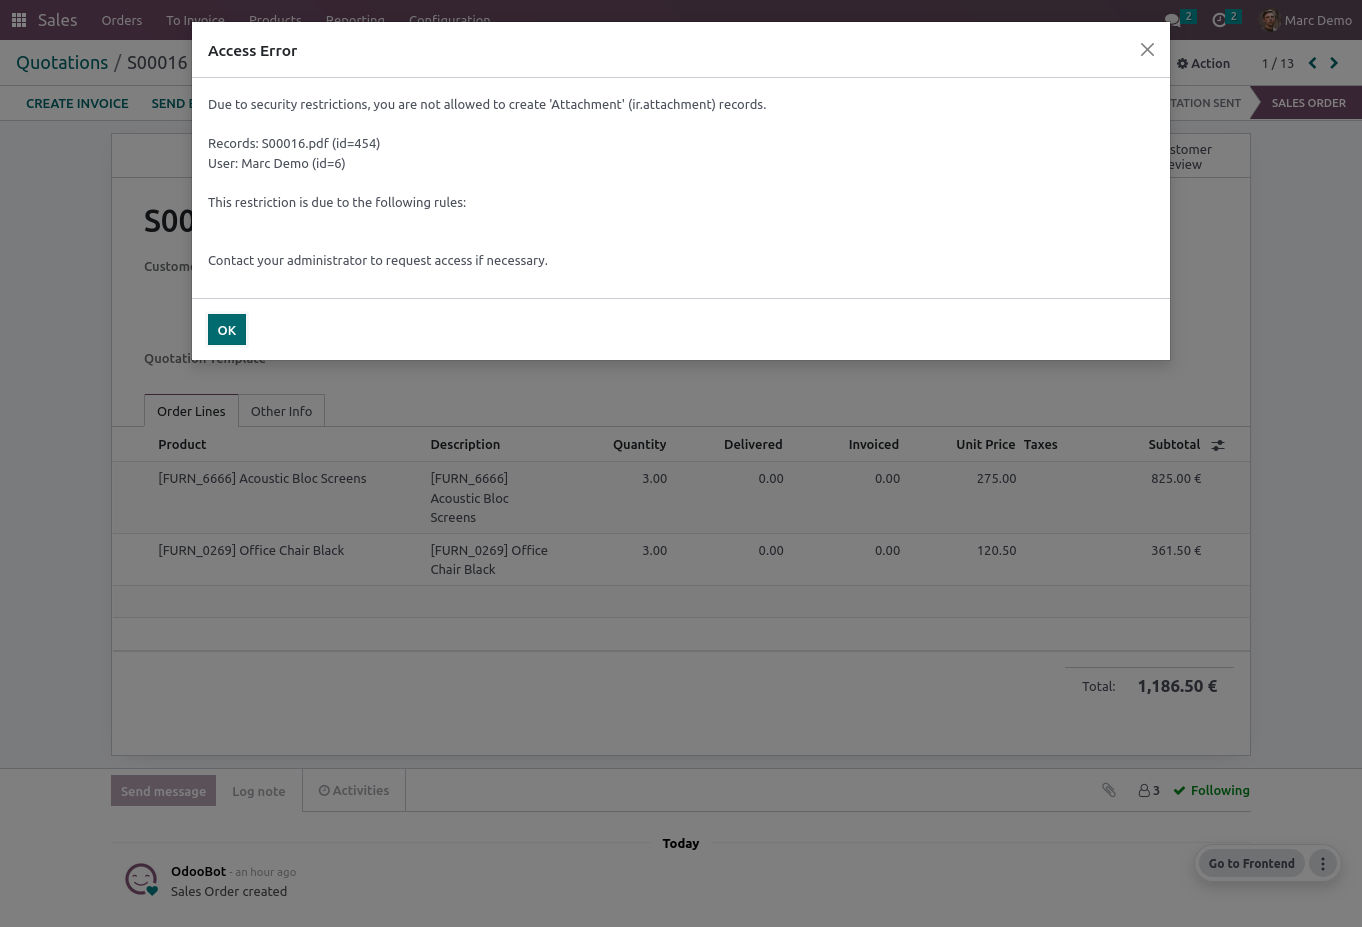 Sales Orders To Invoice Products Reporting Configuration 2 2 Marc Demo
Access Error
Quotations / S00016
Action 1 / 13
CREATE INVOICE SEND
TATION SENT SALES ORDER
Due to security restrictions, you are not allowed to create 'Attachment' (ir.attachment) records.
Records: S00016.pdf (id=454)
User: Marc Demo (id=6)
This restriction is due to the following rules:
Contact your administrator to request access if necessary.
OK
stomer
eview
S00
Custome
Quotation Template
Order Lines Other Info
Product Description Quantity Delivered Invoiced Unit Price Taxes Subtotal
[FURN_6666] Acoustic Bloc Screens [FURN_6666] 3.00 0.00 0.00 275.00 825.00 €
Acoustic Bloc
Screens
[FURN_0269] Office Chair Black [FURN_0269] Office 3.00 0.00 0.00 120.50 361.50 €
Chair Black
Total: 1,186.50 €
Send message Log note Activities 3 Following
Today
OdooBot - an hour ago
Sales Order created
Go to Frontend